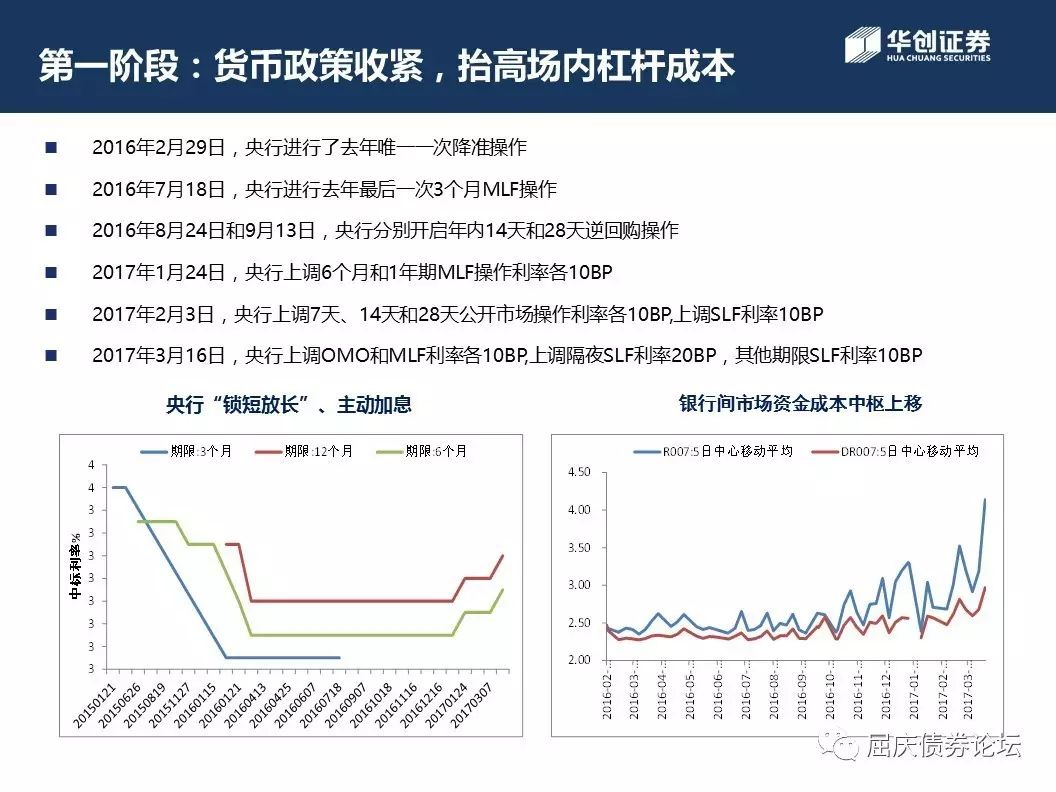 第一阶段：货币政策收紧，抬高场内杠杆成本
华创证券
HUA CHUANG SECURITIES
■ 2016年2月29日，央行进行了去年唯一一次降准操作
■ 2016年7月18日，央行进行去年最后一次3个月MLF操作
■ 2016年8月24日和9月13日，央行分别开启年内14天和28天逆回购操作
■ 2017年1月24日，央行上调6个月和1年期MLF操作利率各10BP
■ 2017年2月3日，央行上调7天、14天和28天公开市场操作利率各10BP,上调SLF利率10BP
■ 2017年3月16日，央行上调OMO和MLF利率各10BP,上调隔夜SLF利率20BP，其他期限SLF利率10BP
央行“锁短放长”、主动加息
期限:3个月 期限:12个月 期限:6个月
中标利率%
4
4
3
3
3
3
3
3
3
3
20150121 20150626 20150819 20151127 20160115 20160121 20160413 20160425 20160607 20160718 20160907 20161018 20161116 20161216 20170124 20170307
银行间市场资金成本中枢上移
R007:5日中心移动平均 DR007:5日中心移动平均
4.50
4.00
3.50
3.00
2.50
2.00
2016-02-… 2016-03-… 2016-04-… 2016-05-… 2016-06-… 2016-07-… 2016-08-… 2016-09-… 2016-10-… 2016-11-… 2016-12-… 2017-01-… 2017-02-… 2017-03-…
屈庆债券论坛